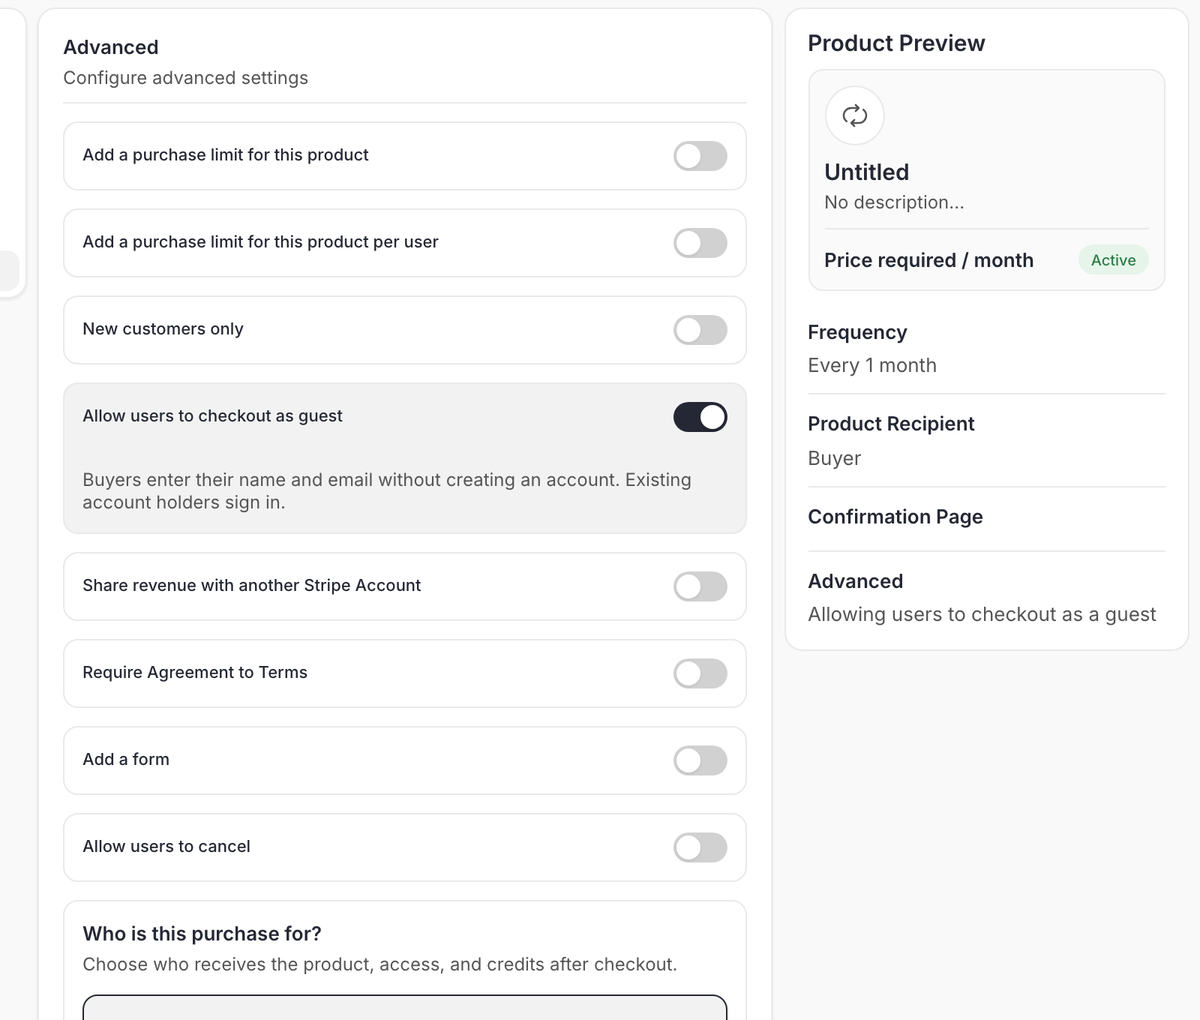 Advanced
Configure advanced settings
Add a purchase limit for this product
Add a purchase limit for this product per user
New customers only
Allow users to checkout as guest
Buyers enter their name and email without creating an account. Existing
account holders sign in.
Share revenue with another Stripe Account
Require Agreement to Terms
Add a form
Allow users to cancel
Who is this purchase for?
Choose who receives the product, access, and credits after checkout.
Product Preview
Untitled
No description...
Price required / month
Active
Frequency
Every 1 month
Product Recipient
Buyer
Confirmation Page
Advanced
Allowing users to checkout as a guest